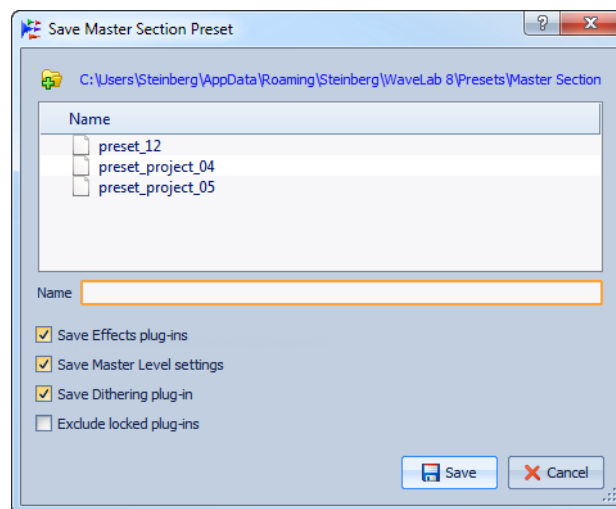 Save Master Section Preset
C:\Users\Steinberg\AppData\Roaming\Steinberg\WaveLab 8\Presets\Master Section
Name
preset_12
preset_project_04
preset_project_05
Name
Save Effects plug-ins
Save Master Level settings
Save Dithering plug-in
Exclude locked plug-ins
Save Cancel